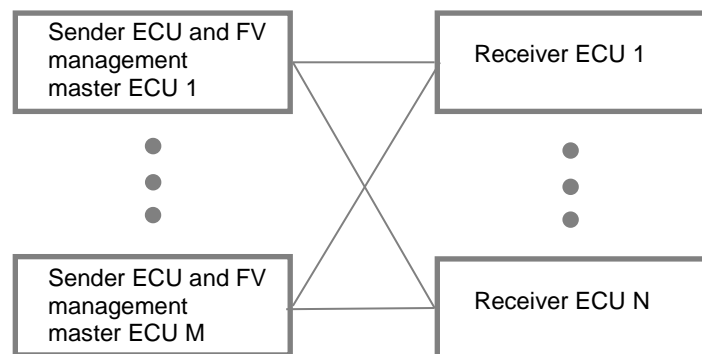 Sender ECU and FV
management
master ECU 1
Receiver ECU 1
Sender ECU and FV
management
master ECU M
Receiver ECU N